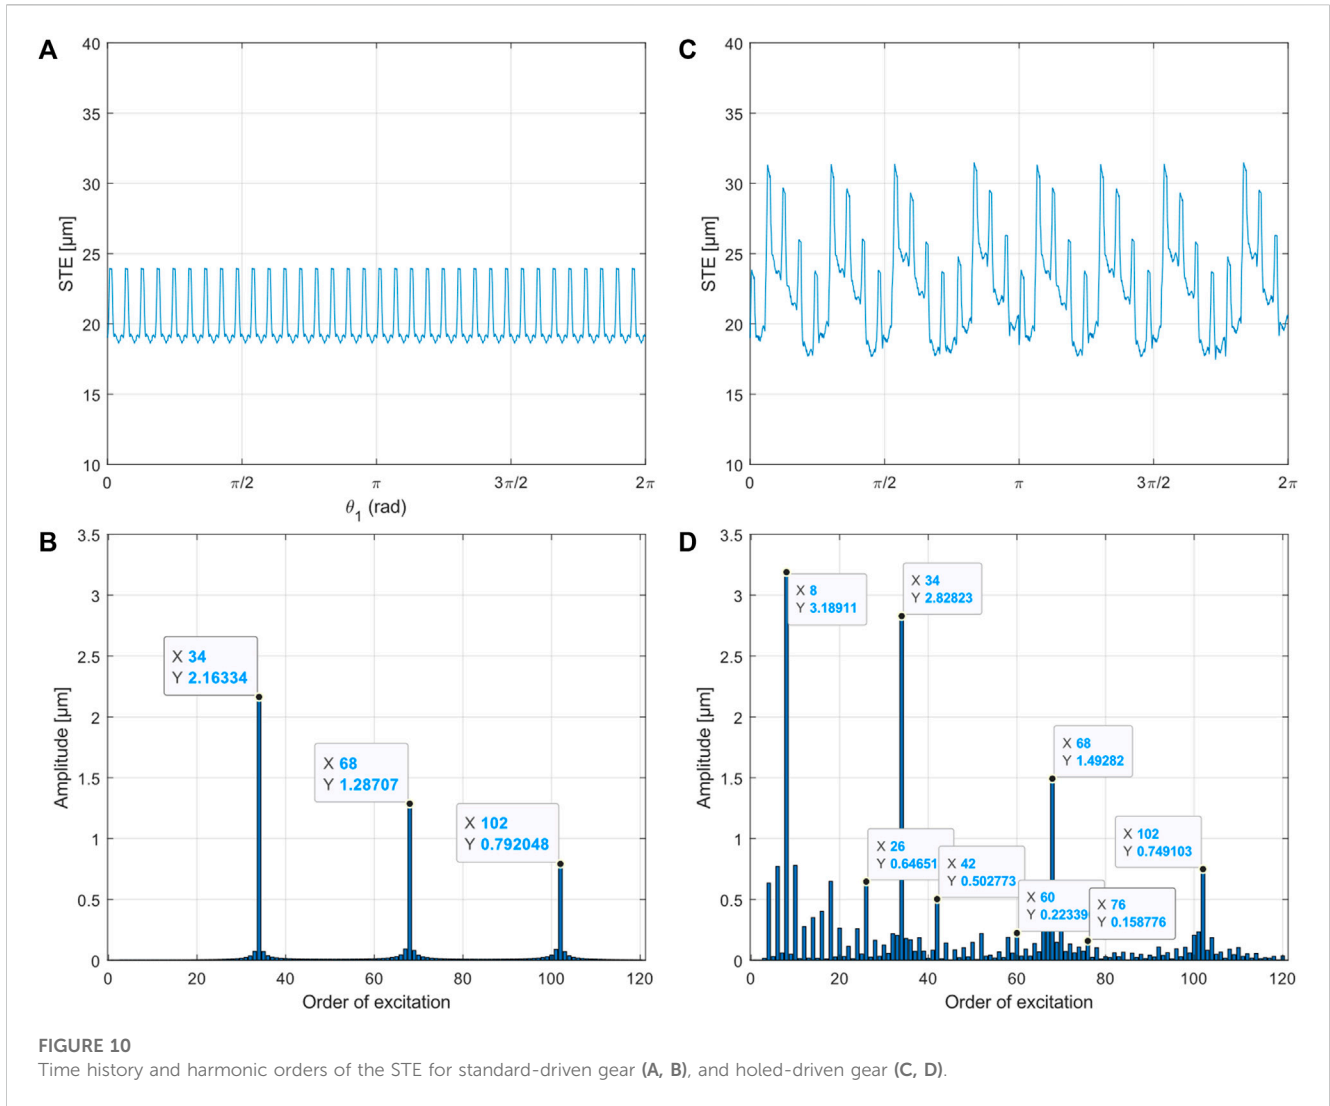 A
40
35
30
25
20
15
10
STE [µm]
0
π/2
π
3π/2
2π
θ1 (rad)
C
40
35
30
25
20
15
10
STE [µm]
0
π/2
π
3π/2
2π
B
3.5
3
2.5
2
1.5
1
0.5
0
Amplitude [µm]
X 34
Y 2.16334
X 68
Y 1.28707
X 102
Y 0.792048
0
20
40
60
80
100
120
Order of excitation
D
3.5
3
2.5
2
1.5
1
0.5
0
Amplitude [µm]
X 8
Y 3.18911
X 34
Y 2.82823
X 26
Y 0.64651
X 42
Y 0.502773
X 60
Y 0.22339
X 68
Y 1.49282
X 76
Y 0.158776
X 102
Y 0.749103
0
20
40
60
80
100
120
Order of excitation
FIGURE 10
Time history and harmonic orders of the STE for standard-driven gear (A, B), and holed-driven gear (C, D).